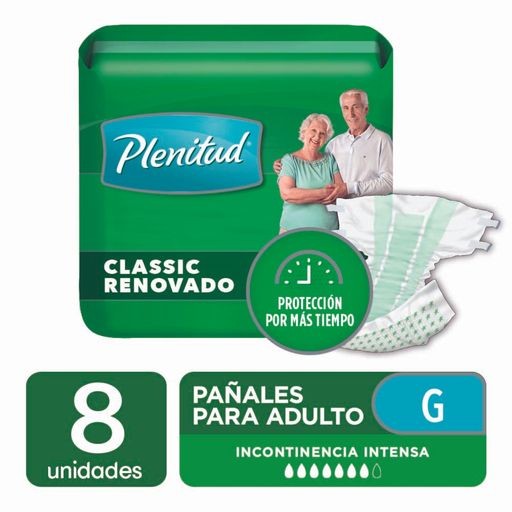 Plenitud
CLASSIC
RENOVADO
PROTECCIÓN
POR MÁS TIEMPO
8
unidades
PAÑALES
PARA ADULTO
G
INCONTINENCIA INTENSA